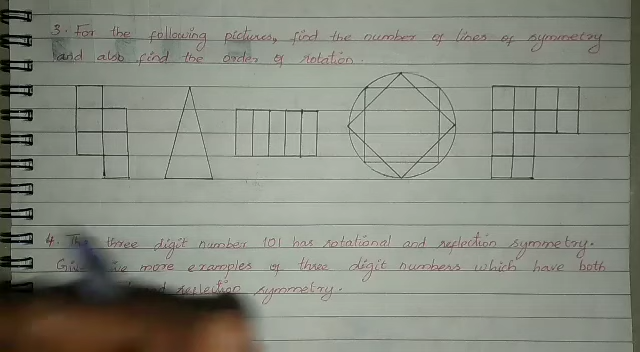 3. For the following pictures, find the number of lines of symmetry
and also find the order of rotation.
4. The three digit number 101 has rotational and reflection symmetry.
more examples of three digit numbers which have both
reflection symmetry.